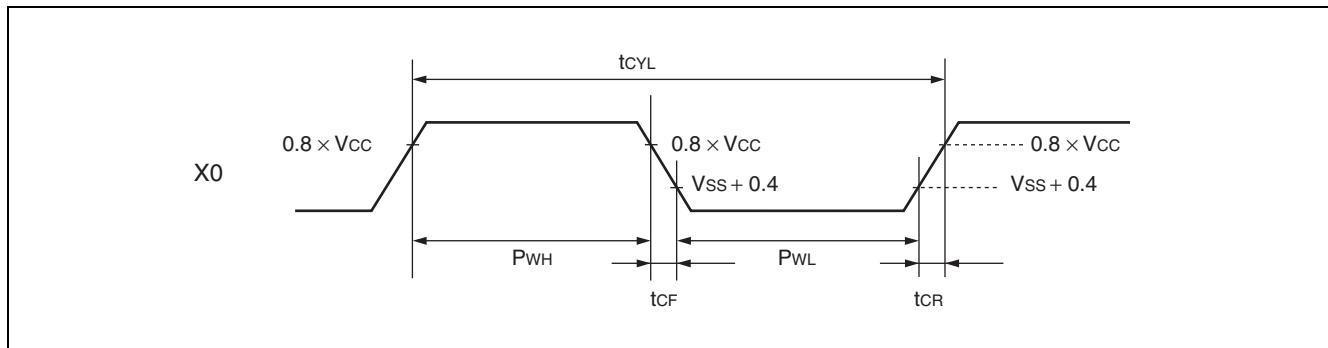 tCYL
0.8 × VCC
0.8 × VCC
0.8 × VCC
X0
VSS + 0.4
VSS + 0.4
PWH
PWL
tCF
tCR